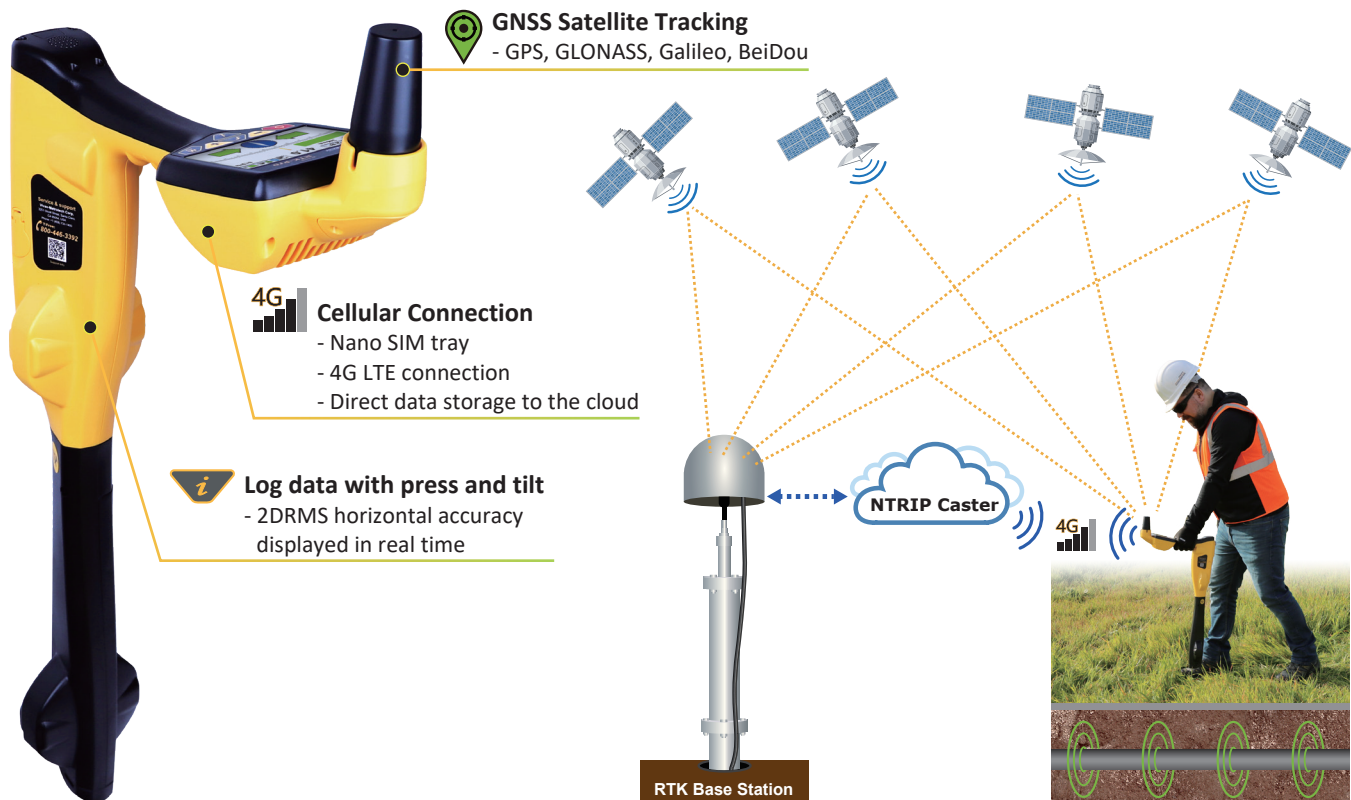 GNSS Satellite Tracking
- GPS, GLONASS, Galileo, BeiDou
Service & support
800-446-3392
4G
Cellular Connection
- Nano SIM tray
- 4G LTE connection
- Direct data storage to the cloud
i
Log data with press and tilt
- 2DRMS horizontal accuracy
displayed in real time
NTRIP Caster
4G
RTK Base Station